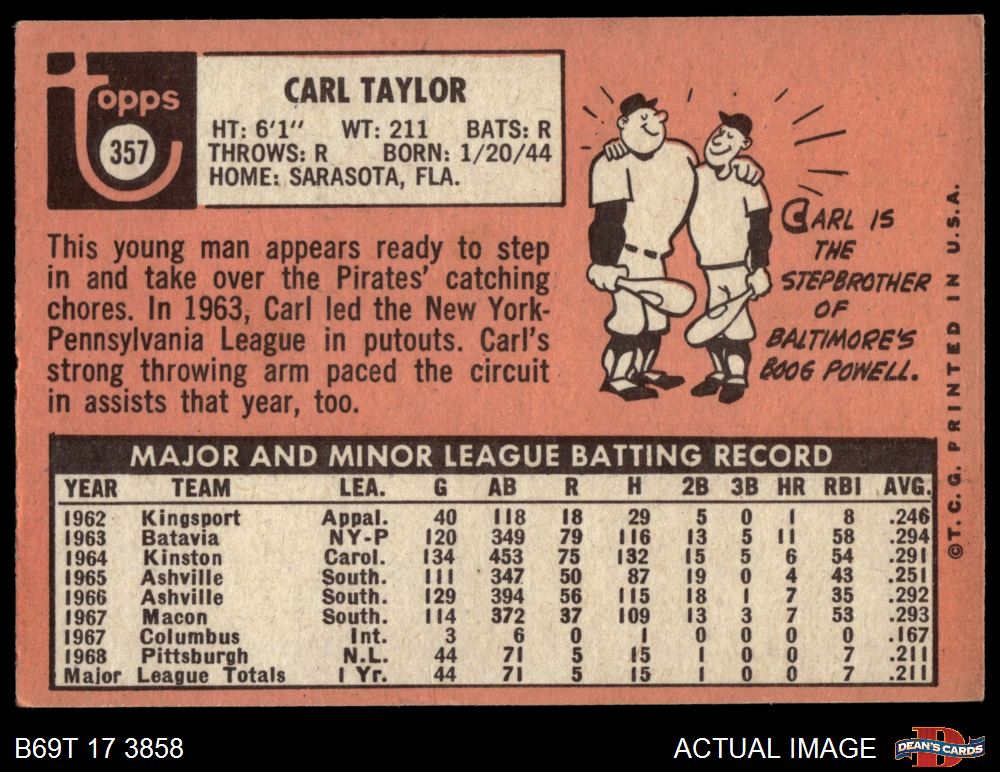 topps
357
CARL TAYLOR
HT: 6'1" WT: 211 BATS: R
THROWS: R BORN: 1/20/44
HOME: SARASOTA, FLA.
This young man appears ready to step
in and take over the Pirates' catching
chores. In 1963, Carl led the New York-
Pennsylvania League in putouts. Carl's
strong throwing arm paced the circuit
in assists that year, too.
CARL IS
THE
STEPBROTHER
OF
BALTIMORE'S
BOOG POWELL.
©T.C.G. PRINTED IN U.S.A.
MAJOR AND MINOR LEAGUE BATTING RECORD
YEAR TEAM LEA. G AB R H 2B 3B HR RBI AVG.
1962 Kingsport Appal. 40 118 18 29 5 0 1 8 .246
1963 Batavia NY-P 120 349 79 116 13 5 11 58 .294
1964 Kinston Carol. 134 453 75 132 15 5 6 54 .291
1965 Ashville South. 111 347 50 87 19 0 4 43 .251
1966 Ashville South. 129 394 56 115 18 1 7 35 .292
1967 Macon South. 114 372 37 109 13 3 7 53 .293
1967 Columbus Int. 3 6 0 1 0 0 0 0 .167
1968 Pittsburgh N.L. 44 71 5 15 1 0 0 7 .211
Major League Totals 1 Yr. 44 71 5 15 1 0 0 7 .211
B69T 17 3858
ACTUAL IMAGE
D
DEAN'S CARDS